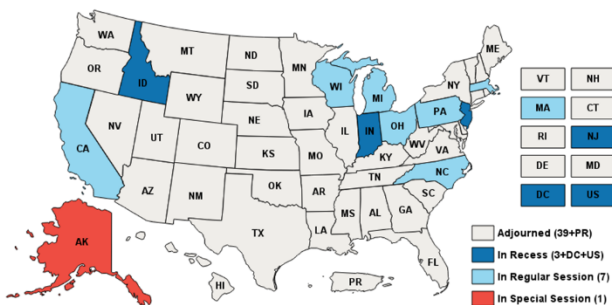 WA
MT
ND
MN
ME
OR
ID
SD
WI
MI
NY
WY
NE
IA
PA
NV
UT
CO
KS
MO
IL
IN
OH
WV
VA
KY
CA
AZ
NM
OK
AR
TN
NC
SC
TX
LA
MS
AL
GA
FL
AK
HI
PR
VT
NH
MA
CT
RI
NJ
DE
MD
DC
US
Adjourned (39+PR)
In Recess (3+DC+US)
In Regular Session (7)
In Special Session (1)